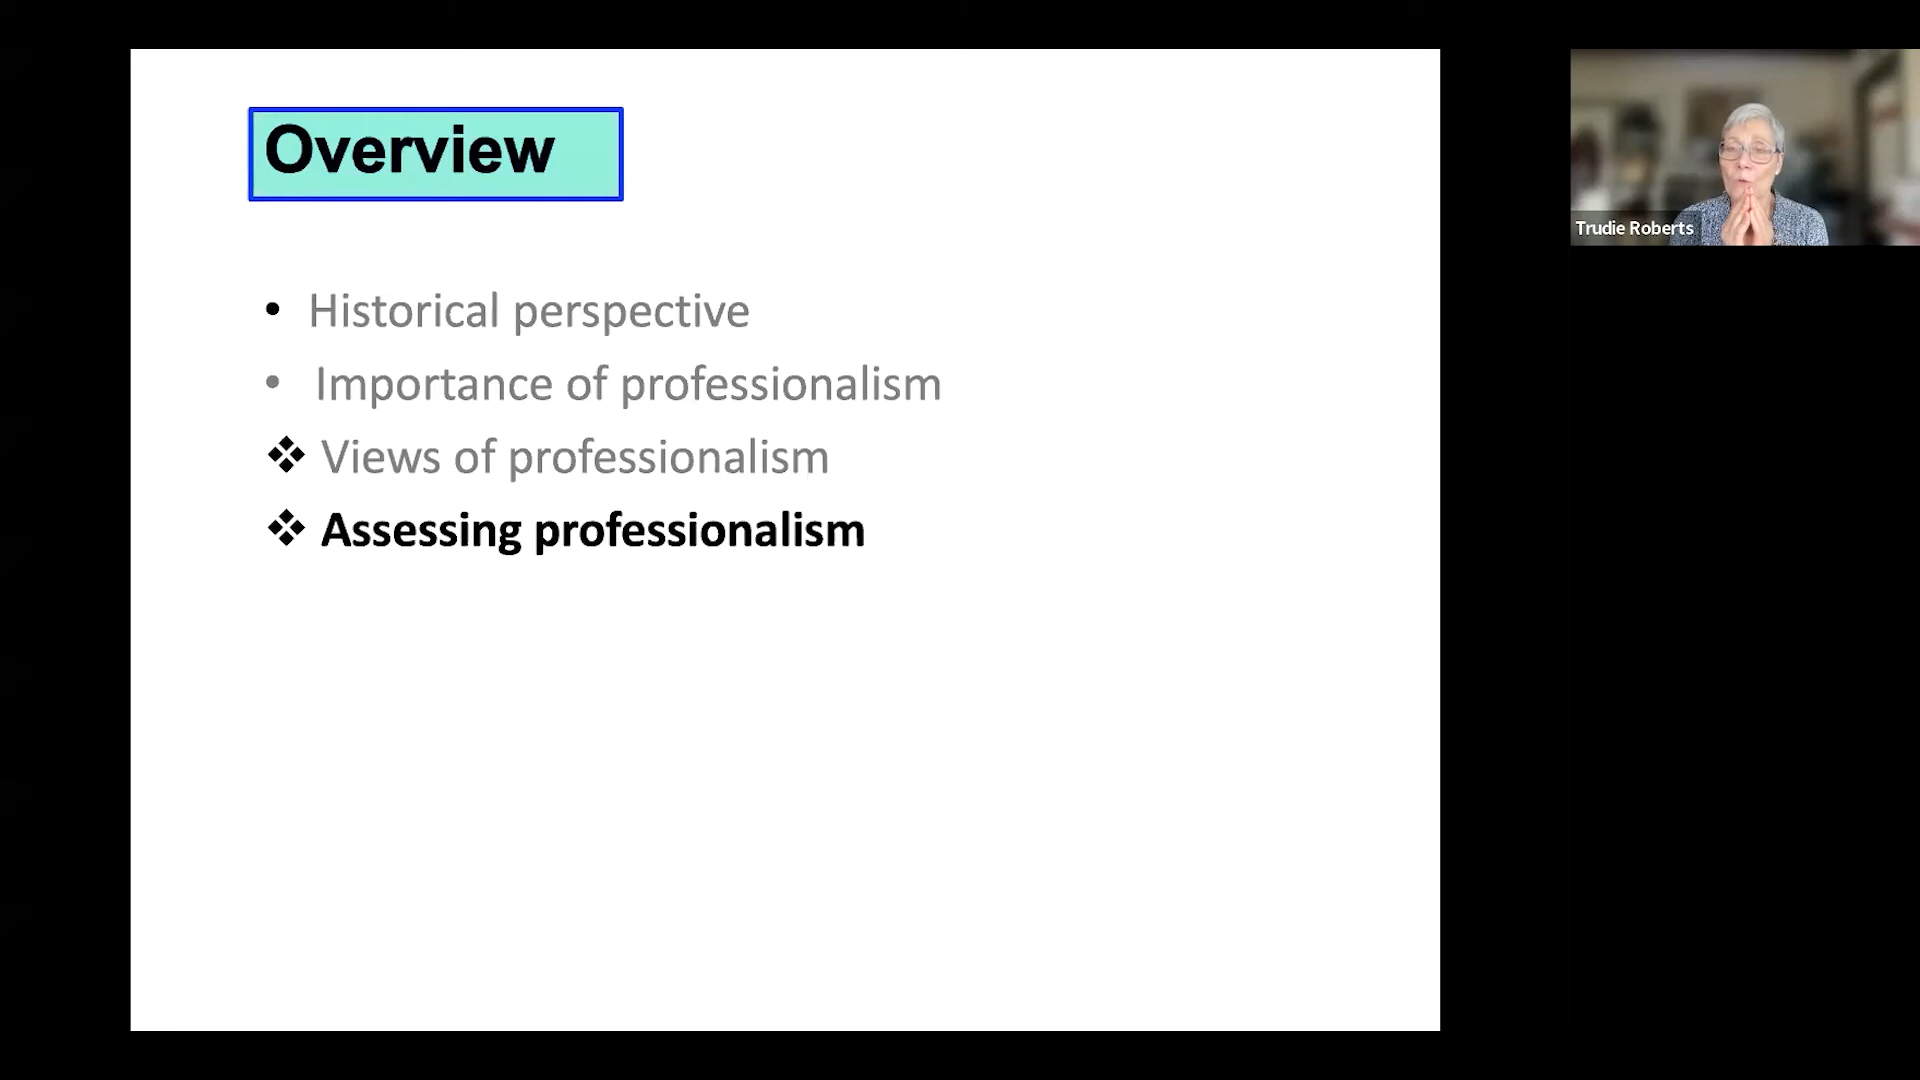 Overview
• Historical perspective
• Importance of professionalism
❖ Views of professionalism
❖ Assessing professionalism
Trudie Roberts